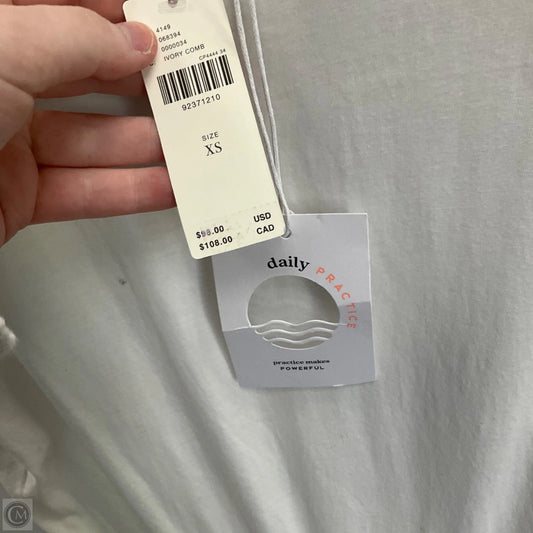 4149
068394
0000034
IVORY COMB
CP4444 34
92371210
SIZE
XS
USD
$108.00 CAD
daily PRACTICE
practice makes
POWERFUL
CM